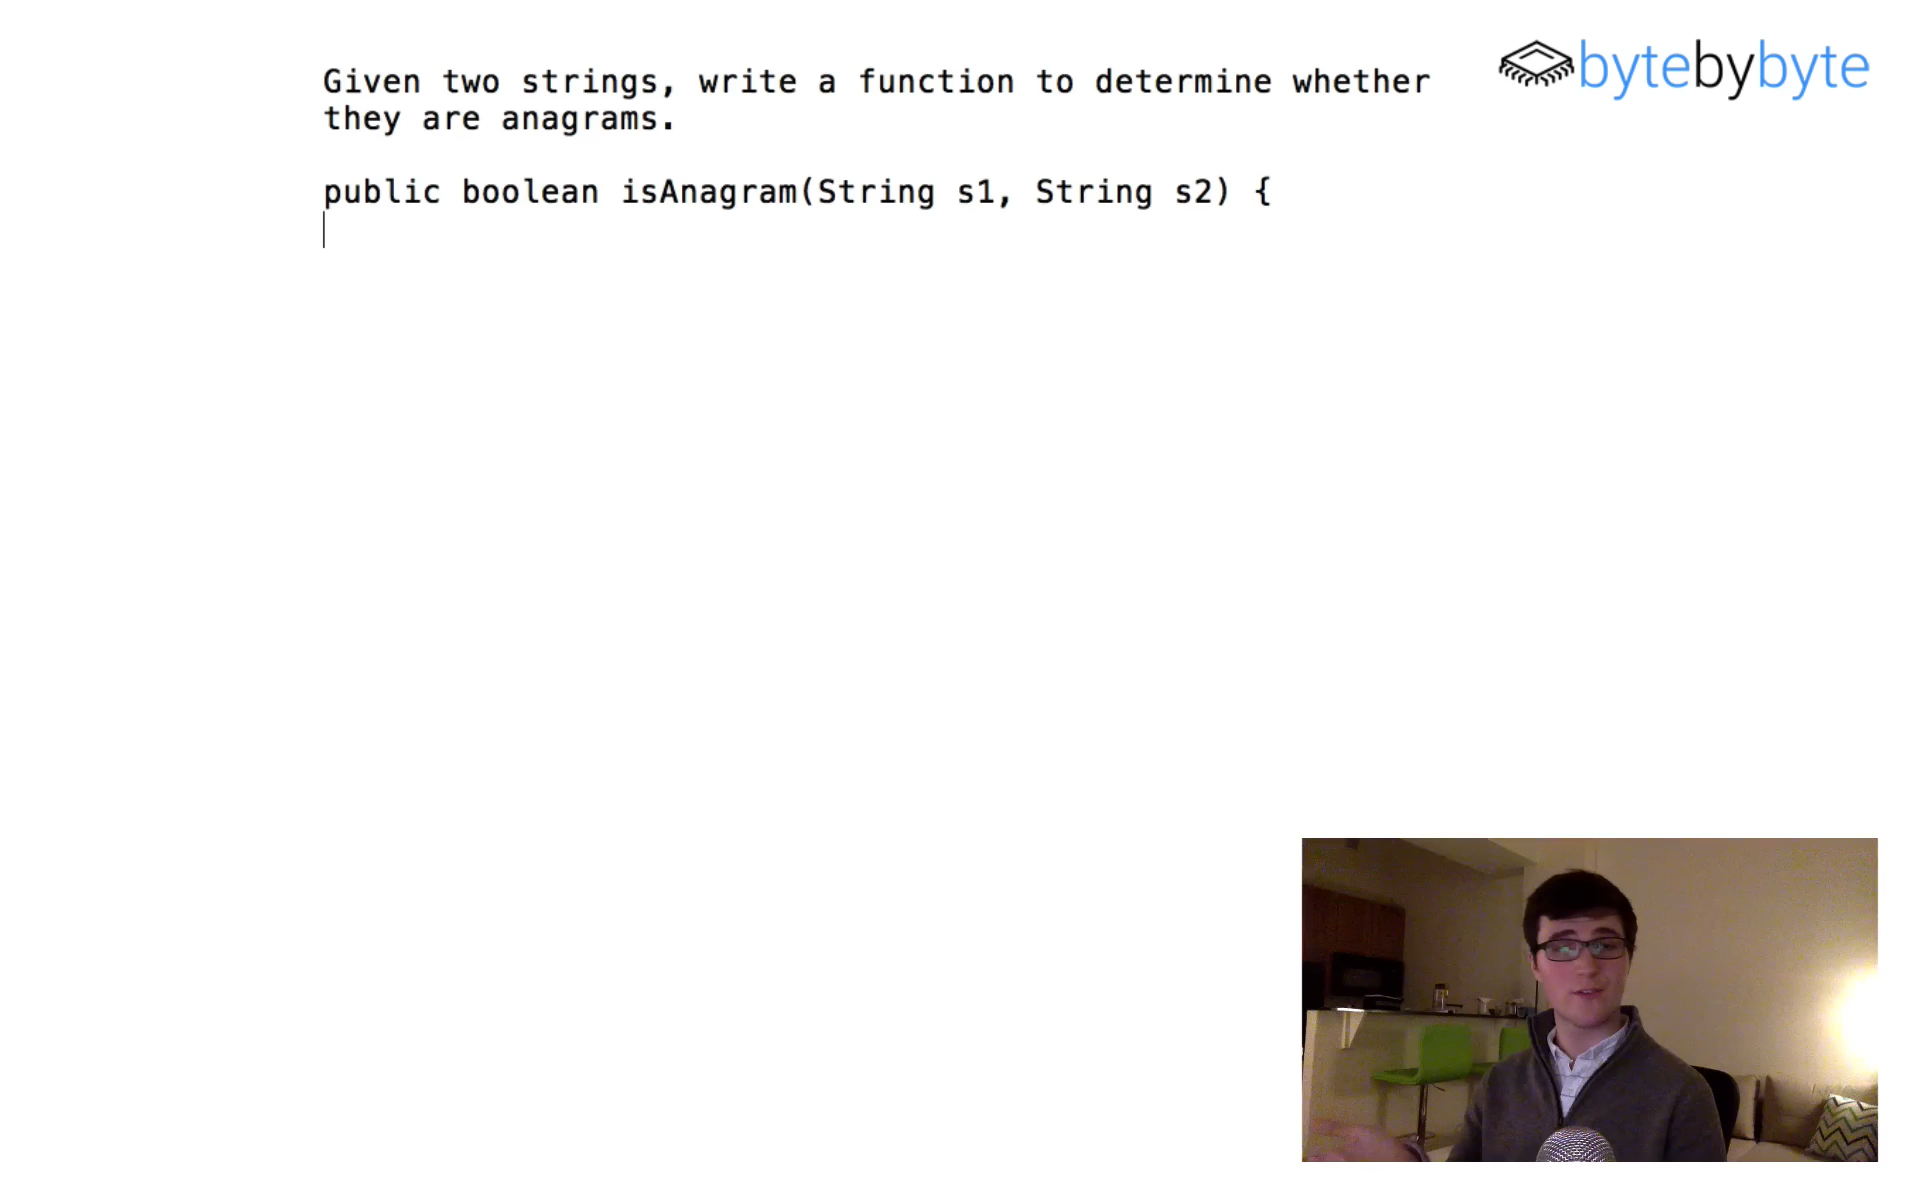 Given two strings, write a function to determine whether
they are anagrams.
public boolean isAnagram(String s1, String s2) {
bytebybyte